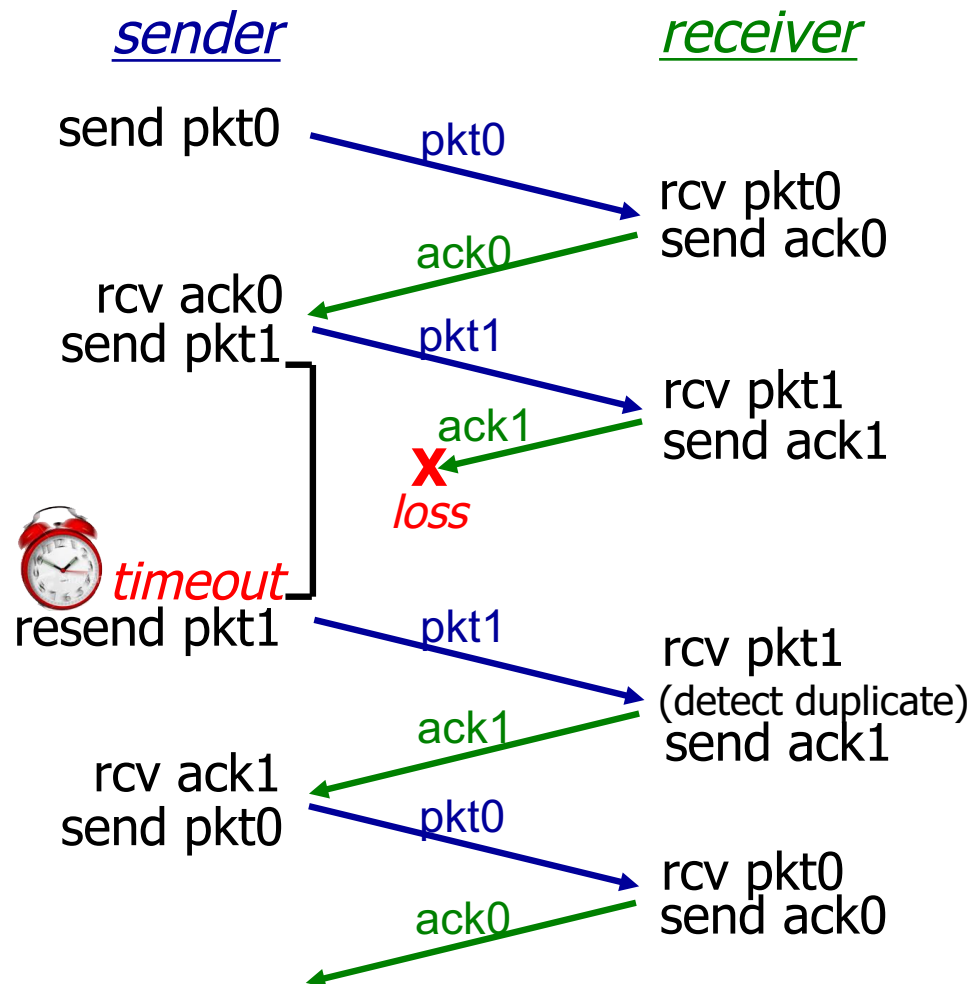 sender
receiver
send pkt0
pkt0
rcv pkt0
send ack0
ack0
rcv ack0
send pkt1
pkt1
rcv pkt1
send ack1
ack1
X
loss
timeout
resend pkt1
pkt1
rcv pkt1
(detect duplicate)
send ack1
ack1
rcv ack1
send pkt0
pkt0
rcv pkt0
send ack0
ack0